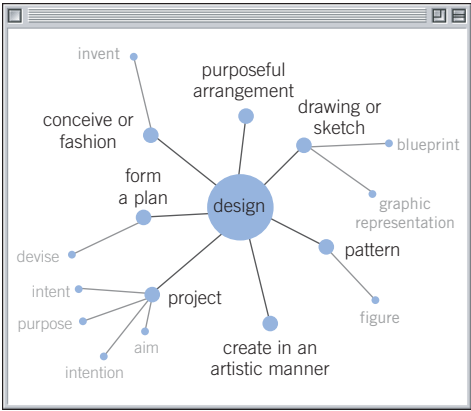 invent
purposeful
arrangement
conceive or
fashion
drawing or
sketch
blueprint
form
a plan
design
graphic
representation
devise
pattern
intent
project
purpose
figure
aim
intention
create in an
artistic manner